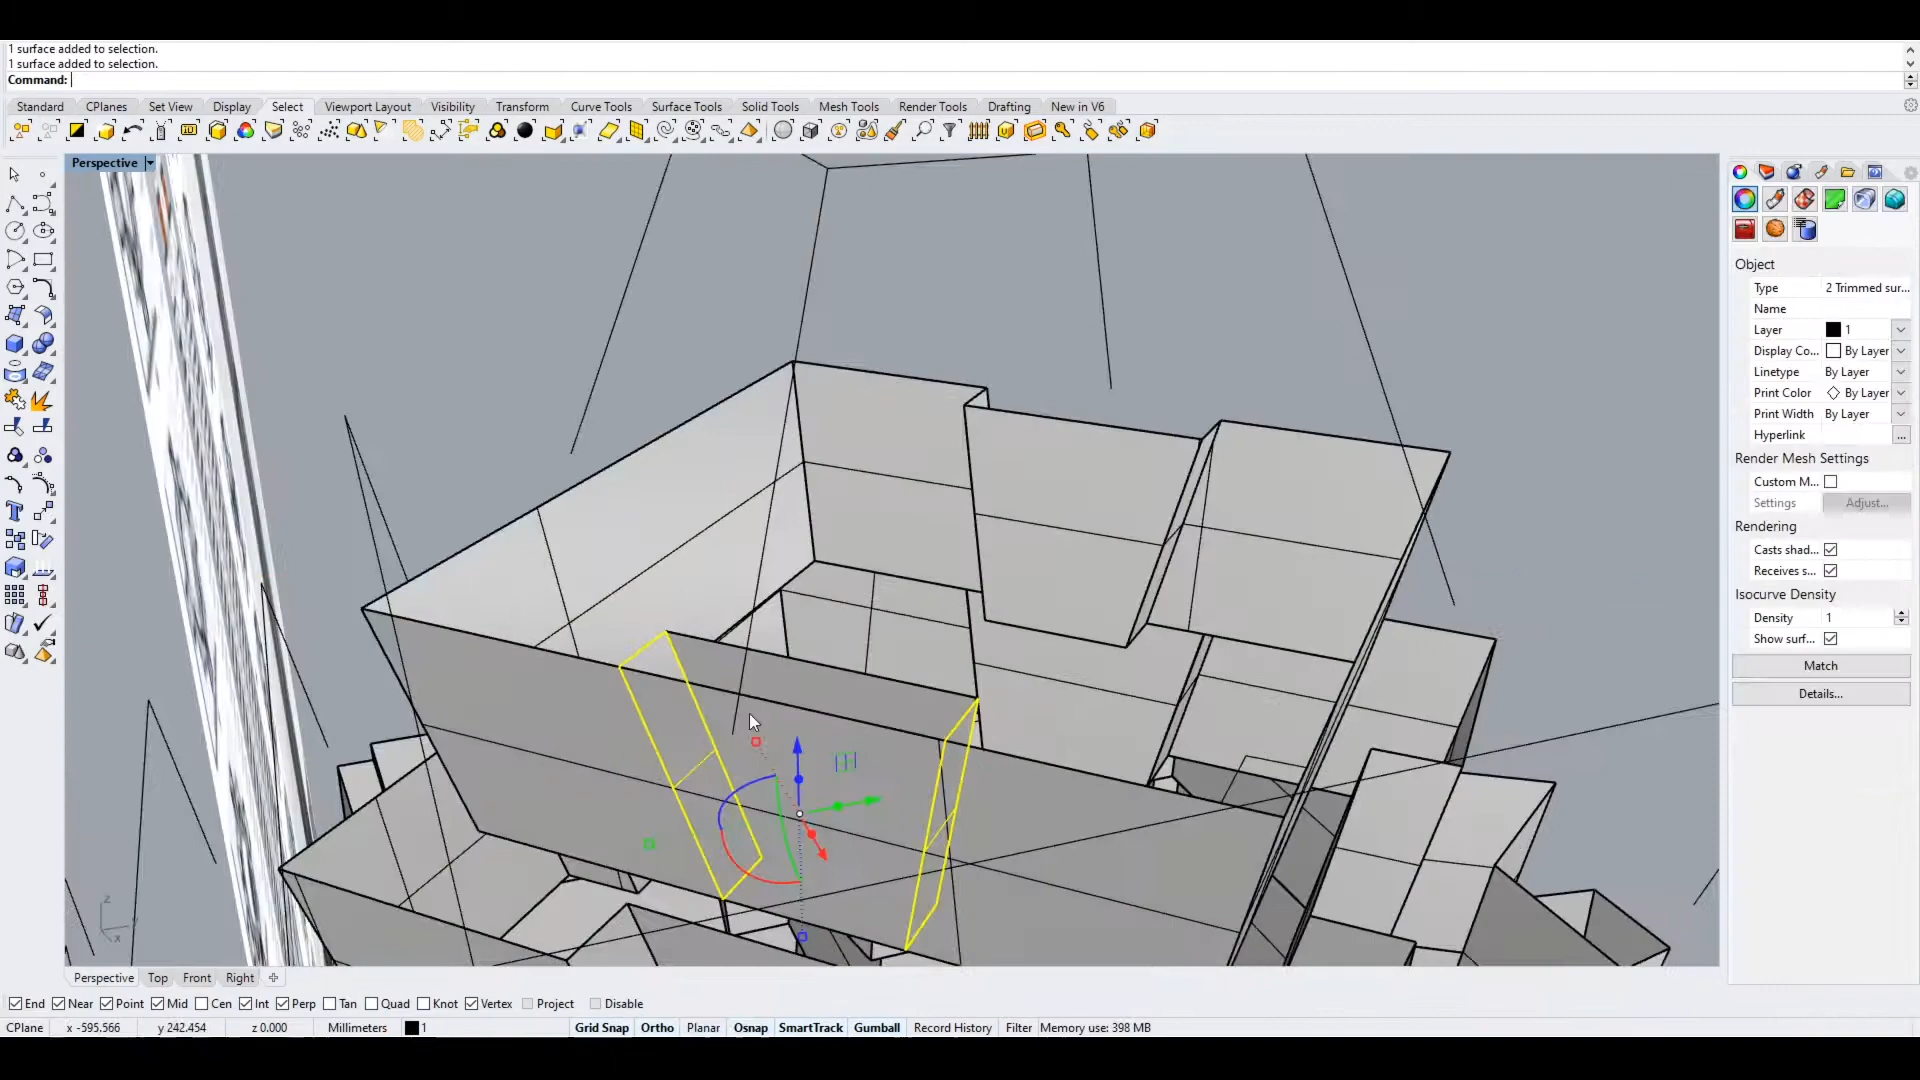 1 surface added to selection.
1 surface added to selection.
Command:
Standard CPlanes Set View Display Select Viewport Layout Visibility Transform Curve Tools Surface Tools Solid Tools Mesh Tools Render Tools Drafting New in V6
Perspective
Object
Type 2 Trimmed sur...
Name
Layer 1
Display Co... By Layer
Linetype By Layer
Print Color By Layer
Print Width By Layer
Hyperlink ...
Render Mesh Settings
Custom M...
Settings Adjust...
Rendering
Casts shad...
Receives s...
Isocurve Density
Density 1
Show surf...
Match
Details...
z
y
x
Perspective Top Front Right
End Near Point Mid Cen Int Perp Tan Quad Knot Vertex Project Disable
CPlane x -595.566 y 242.454 z 0.000 Millimeters 1 Grid Snap Ortho Planar Osnap SmartTrack Gumball Record History Filter Memory use: 398 MB